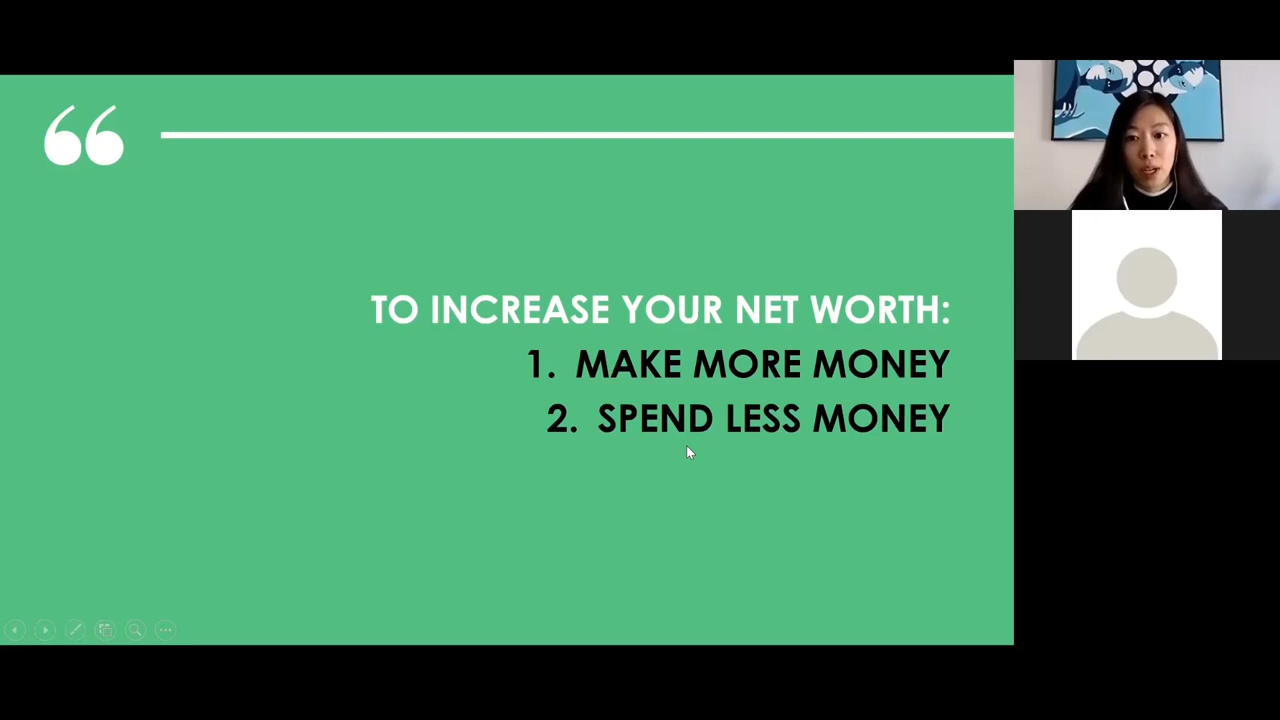 “
TO INCREASE YOUR NET WORTH:
1. MAKE MORE MONEY
2. SPEND LESS MONEY